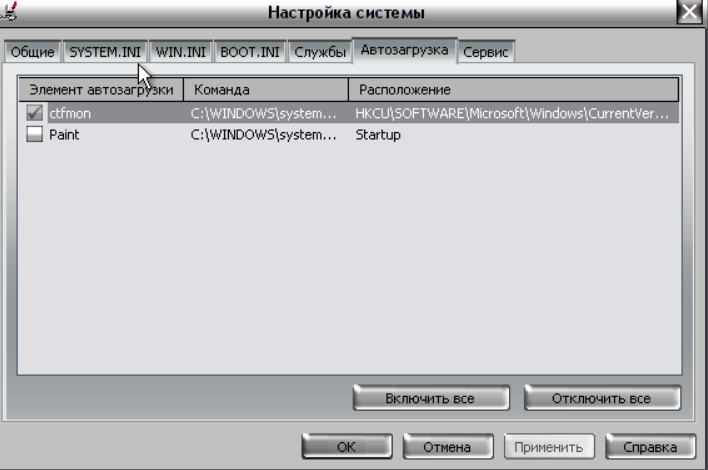 Настройка системы
Общие SYSTEM.INI WIN.INI BOOT.INI Службы Автозагрузка Сервис
Элемент автозагрузки Команда Расположение
ctfmon C:\WINDOWS\system... HKCU\SOFTWARE\Microsoft\Windows\CurrentVer...
Paint C:\WINDOWS\system... Startup
Включить все Отключить все
ОК Отмена Применить Справка